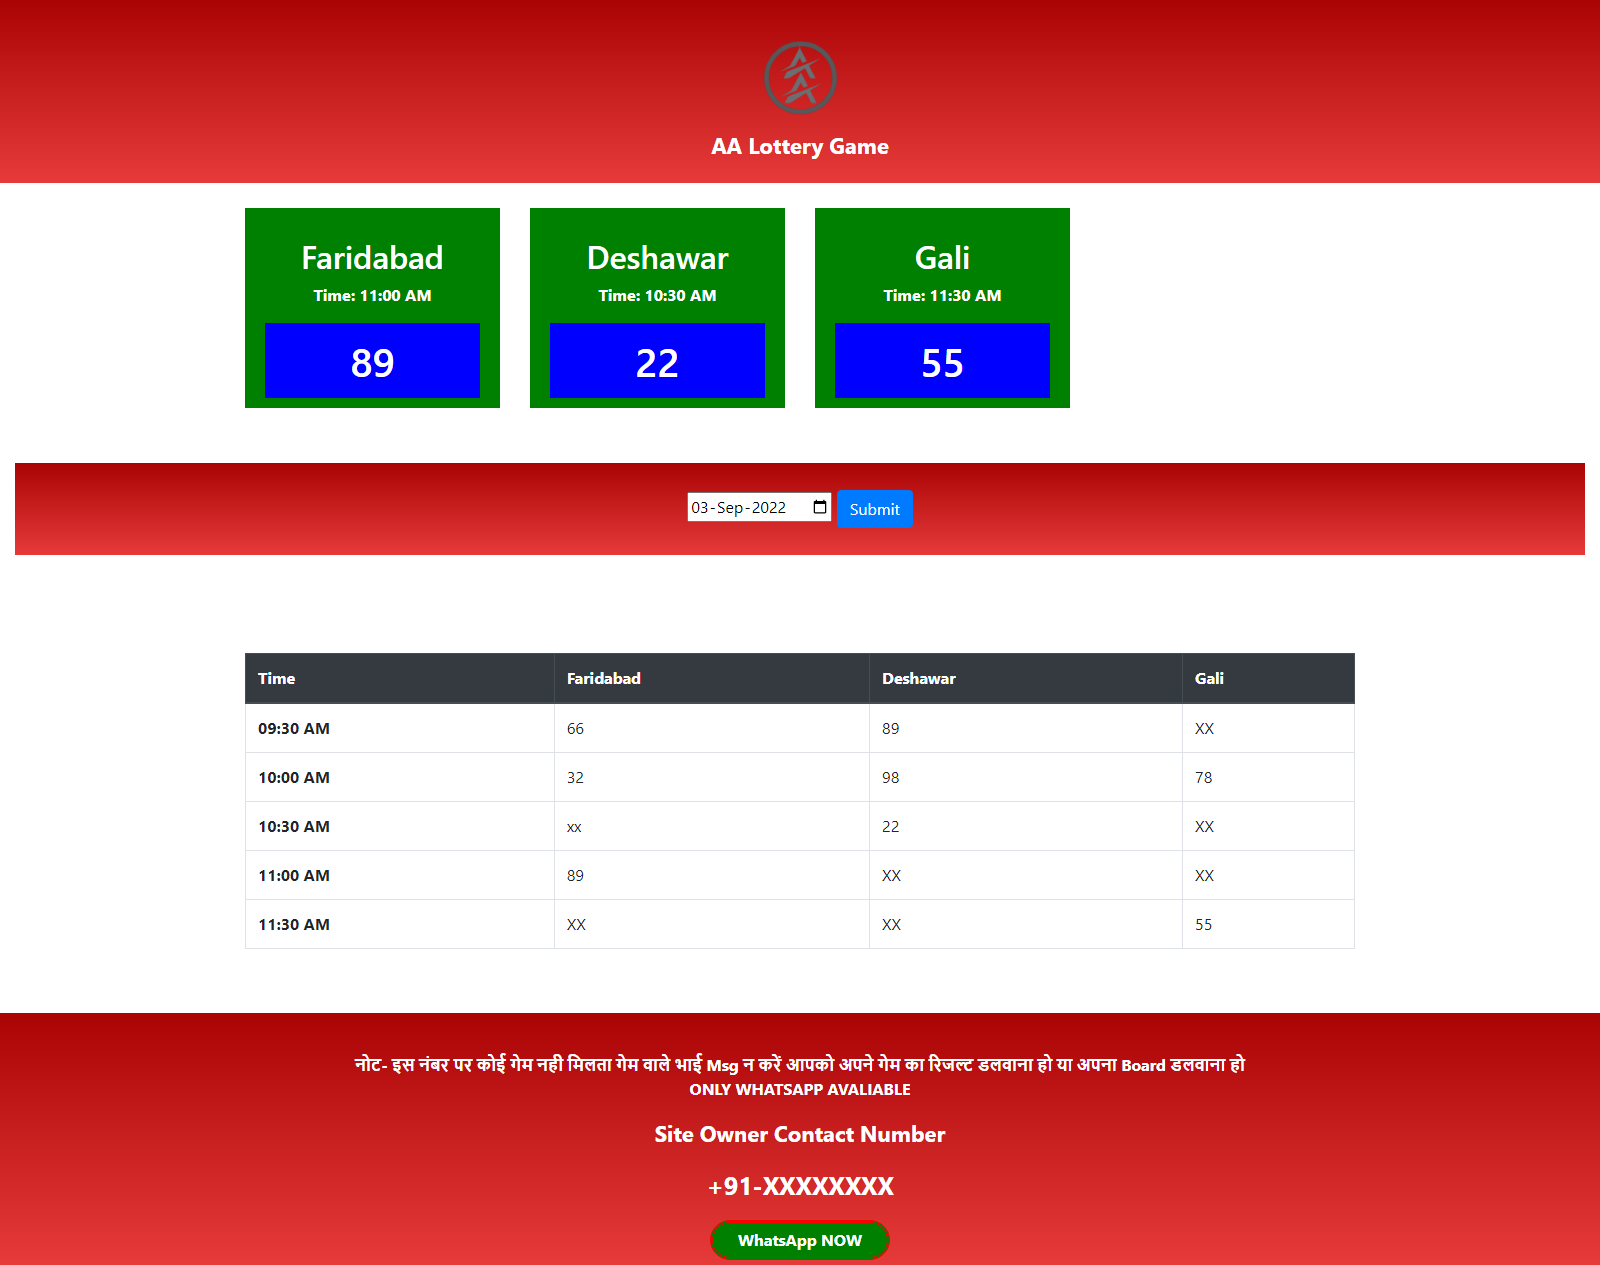 AA Lottery Game
Faridabad
Time: 11:00 AM
89
Deshawar
Time: 10:30 AM
22
Gali
Time: 11:30 AM
55
03-Sep-2022 Submit
Time Faridabad Deshawar Gali
09:30 AM 66 89 XX
10:00 AM 32 98 78
10:30 AM xx 22 XX
11:00 AM 89 XX XX
11:30 AM XX XX 55
नोट- इस नंबर पर कोई गेम नही मिलता गेम वाले भाई Msg न करें आपको अपने गेम का रिजल्ट डलवाना हो या अपना Board डलवाना हो
ONLY WHATSAPP AVALIABLE
Site Owner Contact Number
+91-XXXXXXXX
WhatsApp NOW